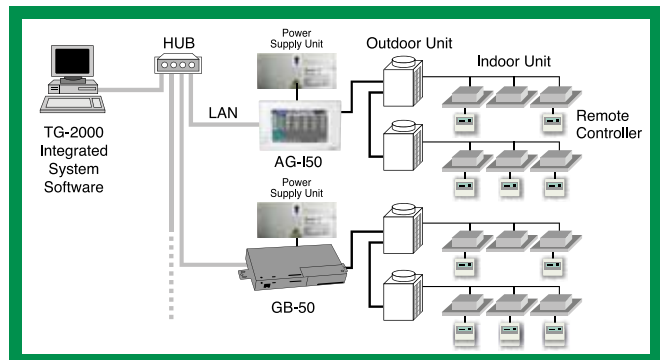 HUB
Power
Supply Unit
Outdoor Unit
Indoor Unit
LAN
Remote
Controller
TG-2000
Integrated
System
Software
AG-I50
Power
Supply Unit
GB-50